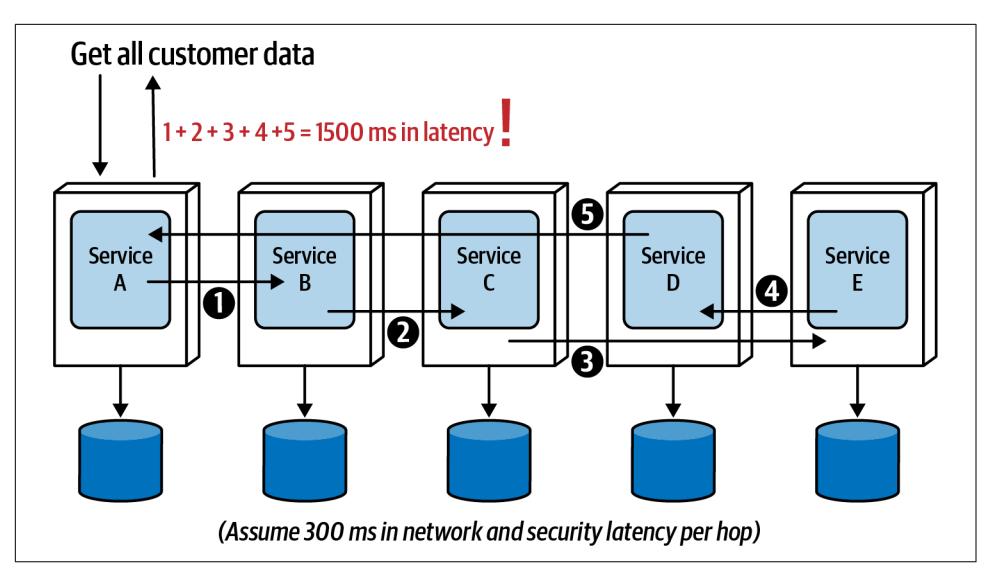 Get all customer data
1 + 2 + 3 + 4 +5 = 1500 ms in latency !
5
Service
A
Service
B
Service
C
Service
D
Service
E
1
2
3
4
(Assume 300 ms in network and security latency per hop)